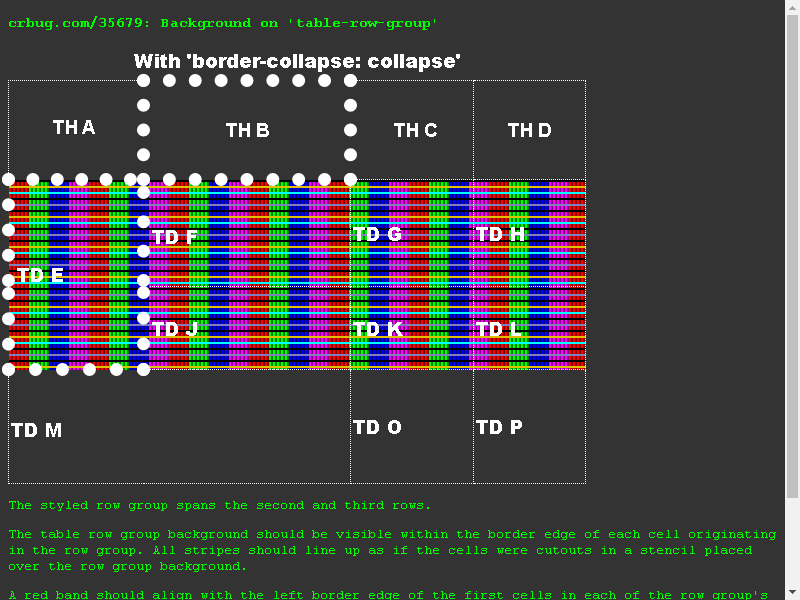 crbug.com/35679: Background on 'table-row-group'
With 'border-collapse: collapse'
TH A TH B TH C TH D
TD F TD G TD H
TD E
TD J TD K TD L
TD M TD O TD P
The styled row group spans the second and third rows.
The table row group background should be visible within the border edge of each cell originating
in the row group. All stripes should line up as if the cells were cutouts in a stencil placed
over the row group background.
A red band should align with the left border edge of the first cells in each of the row group's